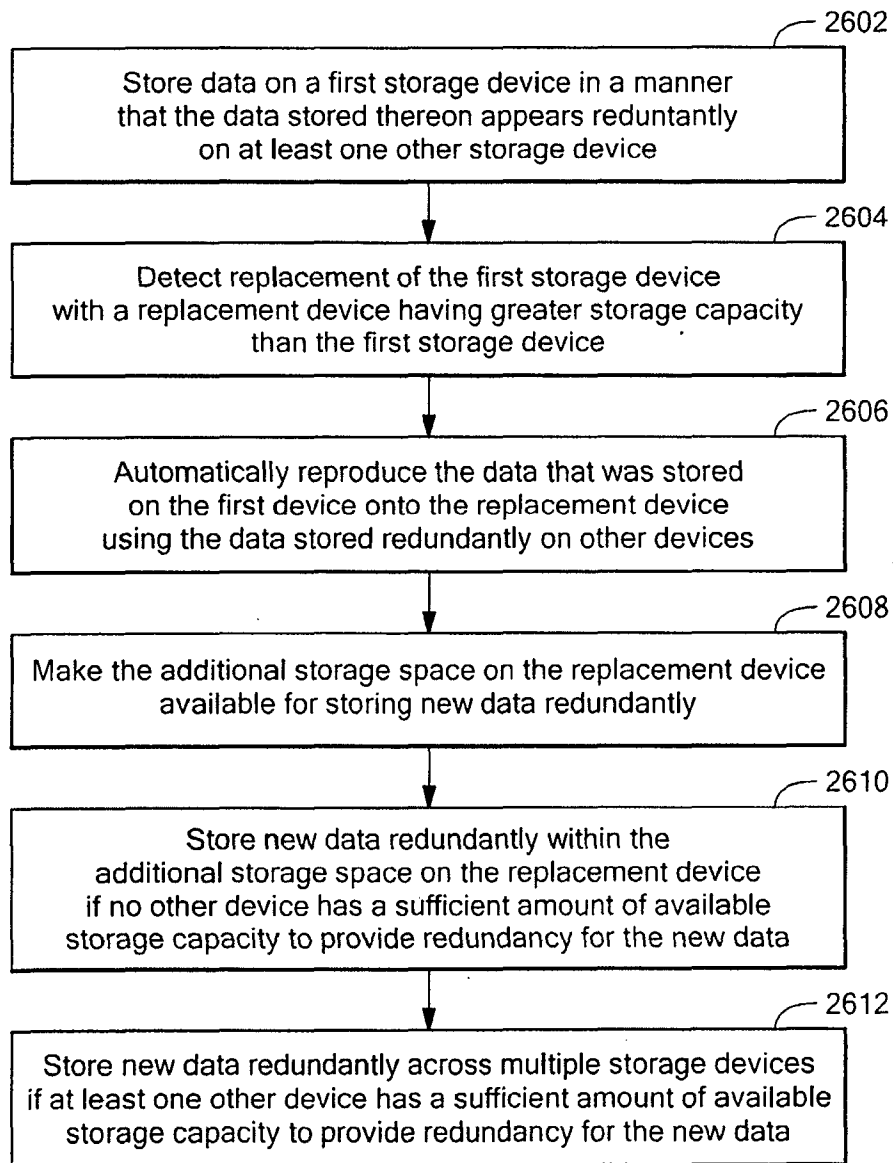 2602
Store data on a first storage device in a manner
that the data stored thereon appears reduntantly
on at least one other storage device
2604
Detect replacement of the first storage device
with a replacement device having greater storage capacity
than the first storage device
2606
Automatically reproduce the data that was stored
on the first device onto the replacement device
using the data stored redundantly on other devices
2608
Make the additional storage space on the replacement device
available for storing new data redundantly
2610
Store new data redundantly within the
additional storage space on the replacement device
if no other device has a sufficient amount of available
storage capacity to provide redundancy for the new data
2612
Store new data redundantly across multiple storage devices
if at least one other device has a sufficient amount of available
storage capacity to provide redundancy for the new data